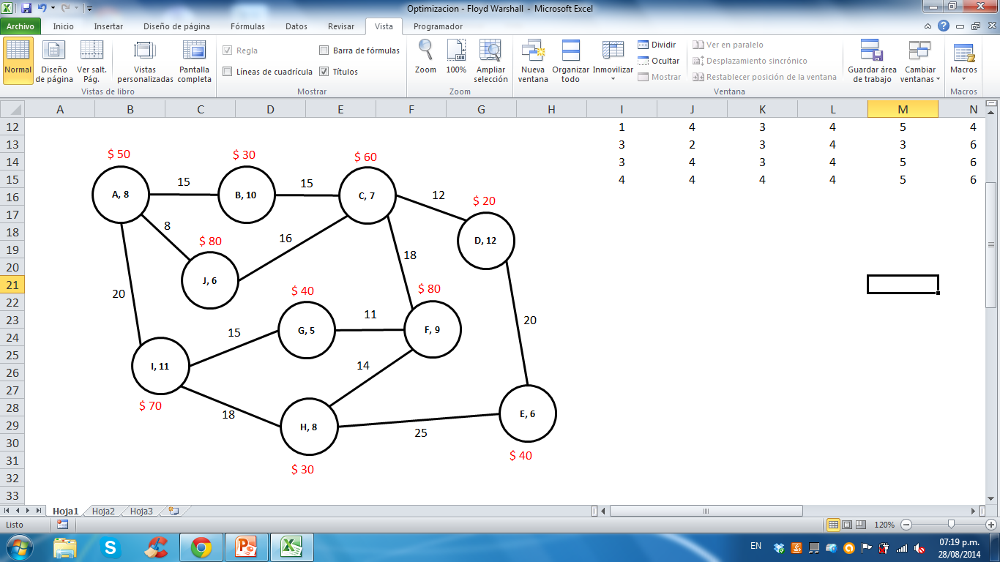 Optimizacion - Floyd Warshall - Microsoft Excel
Archivo Inicio Insertar Diseño de página Fórmulas Datos Revisar Vista Programador
Normal Diseño de página Ver salt. Pág. Vistas personalizadas Pantalla completa
Regla Barra de fórmulas
Líneas de cuadrícula Títulos
Zoom 100% Ampliar selección
Nueva ventana Organizar todo Inmovilizar
Dividir Ver en paralelo
Ocultar Desplazamiento sincrónico
Mostrar Restablecer posición de la ventana
Guardar área de trabajo Cambiar ventanas Macros
Vistas de libro Mostrar Zoom Ventana Macros
A B C D E F G H I J K L M N
12 1 4 3 4 5 4
13 3 2 3 4 3 6
14 3 4 3 4 5 6
15 4 4 4 4 5 6
16
17
18
19
20
21
22
23
24
25
26
27
28
29
30
31
32
33
$ 50 $ 30 $ 60
15 15
A, 8 B, 10 C, 7 12
$ 20
8 $ 80 16 D, 12
18
J, 6
20 $ 40 $ 80
11 20
15 G, 5 F, 9
14
I, 11
$ 70 18
H, 8 E, 6
25
$ 30 $ 40
Hoja1 Hoja2 Hoja3
Listo 120%
EN 07:19 p.m.
28/08/2014